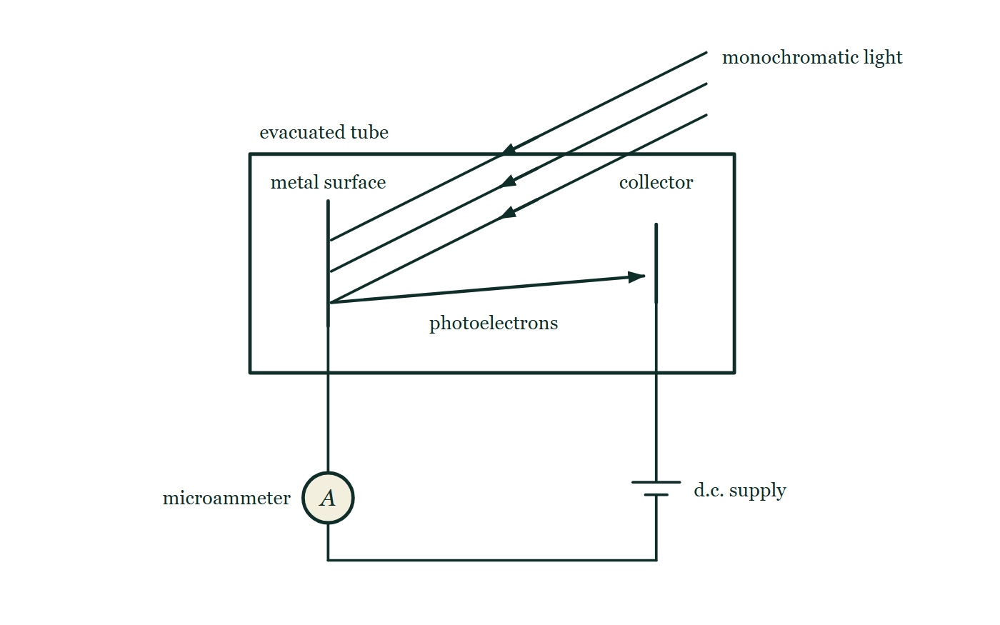 monochromatic light
evacuated tube
metal surface
collector
photoelectrons
microammeter
A
d.c. supply